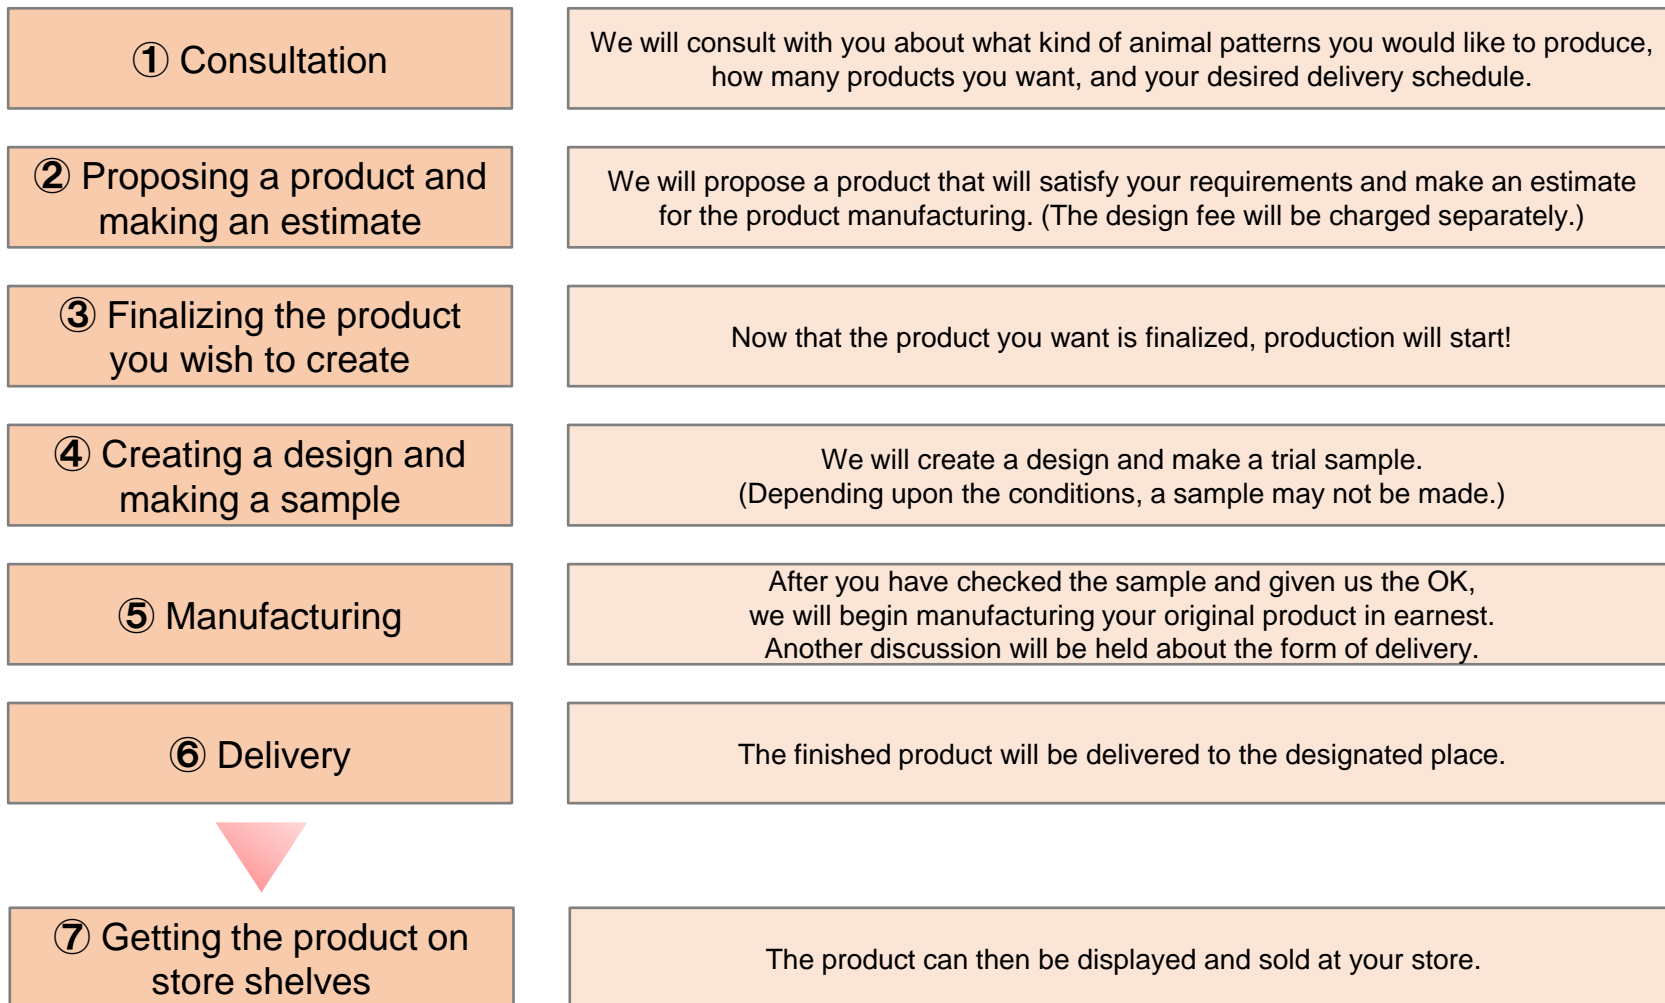 ① Consultation
We will consult with you about what kind of animal patterns you would like to produce,
how many products you want, and your desired delivery schedule.
② Proposing a product and
making an estimate
We will propose a product that will satisfy your requirements and make an estimate
for the product manufacturing. (The design fee will be charged separately.)
③ Finalizing the product
you wish to create
Now that the product you want is finalized, production will start!
④ Creating a design and
making a sample
We will create a design and make a trial sample.
(Depending upon the conditions, a sample may not be made.)
⑤ Manufacturing
After you have checked the sample and given us the OK,
we will begin manufacturing your original product in earnest.
Another discussion will be held about the form of delivery.
⑥ Delivery
The finished product will be delivered to the designated place.
⑦ Getting the product on
store shelves
The product can then be displayed and sold at your store.